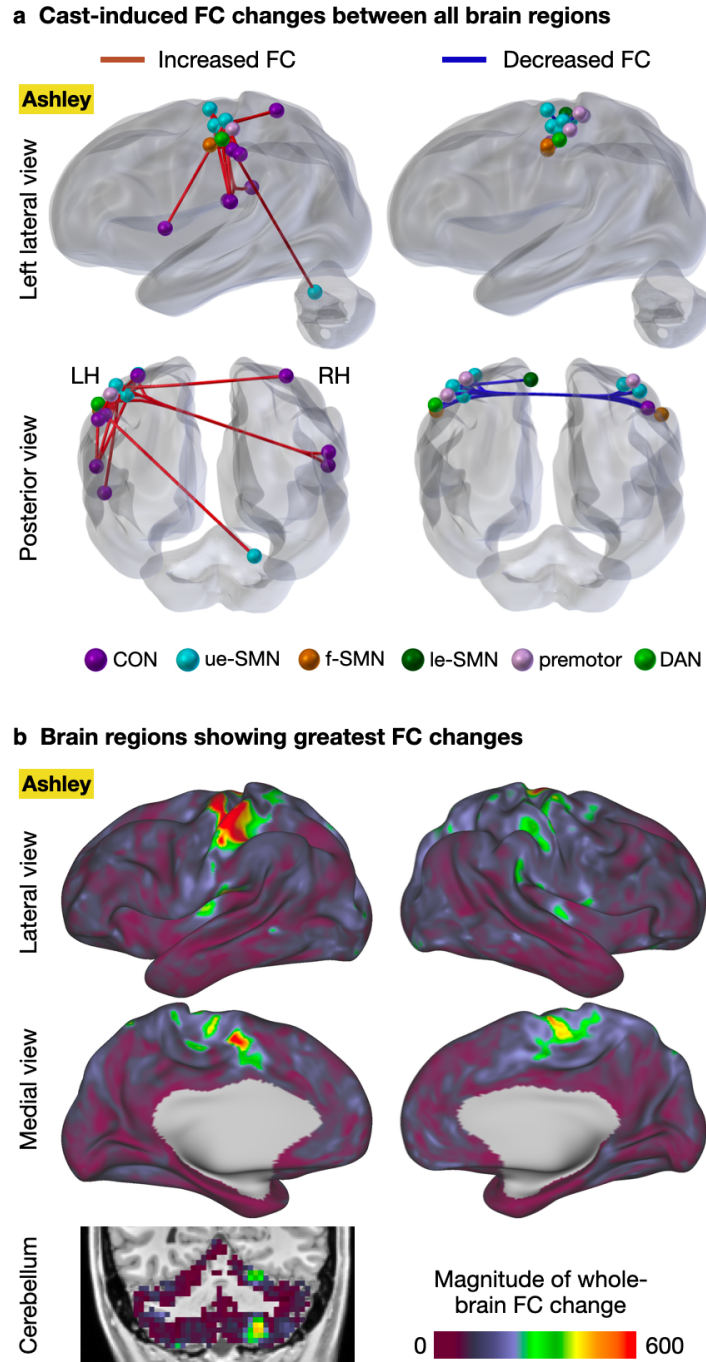 a Cast-induced FC changes between all brain regions
Increased FC
Decreased FC
Ashley
Left lateral view
LH
RH
Posterior view
CON
ue-SMN
f-SMN
le-SMN
premotor
DAN
b Brain regions showing greatest FC changes
Ashley
Lateral view
Medial view
Cerebellum
Magnitude of whole-
brain FC change
0
600